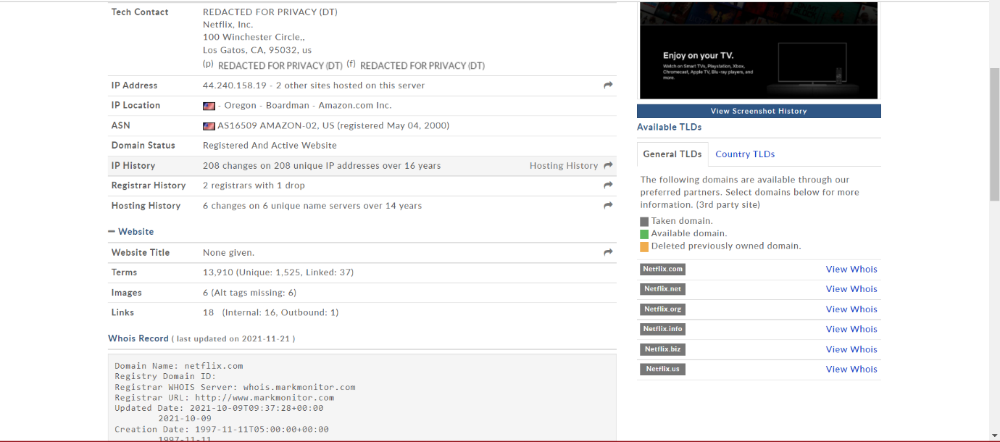 Tech Contact REDACTED FOR PRIVACY (DT)
Netflix, Inc.
100 Winchester Circle,,
Los Gatos, CA, 95032, us
(p) REDACTED FOR PRIVACY (DT) (f) REDACTED FOR PRIVACY (DT)
IP Address 44.240.158.19 - 2 other sites hosted on this server
IP Location - Oregon - Boardman - Amazon.com Inc.
ASN AS16509 AMAZON-02, US (registered May 04, 2000)
Domain Status Registered And Active Website
IP History 208 changes on 208 unique IP addresses over 16 years Hosting History
Registrar History 2 registrars with 1 drop
Hosting History 6 changes on 6 unique name servers over 14 years
Website
Website Title None given.
Terms 13,910 (Unique: 1,525, Linked: 37)
Images 6 (Alt tags missing: 6)
Links 18 (Internal: 16, Outbound: 1)
Whois Record ( last updated on 2021-11-21 )
Domain Name: netflix.com
Registry Domain ID:
Registrar WHOIS Server: whois.markmonitor.com
Registrar URL: http://www.markmonitor.com
Updated Date: 2021-10-09T09:37:28+00:00
2021-10-09
Creation Date: 1997-11-11T05:00:00+00:00
1997-11-11
Enjoy on your TV.
Watch on Smart TVs, Playstation, Xbox,
Chromecast, Apple TV, Blu-ray players, and
more.
View Screenshot History
Available TLDs
General TLDs Country TLDs
The following domains are available through our
preferred partners. Select domains below for more
information. (3rd party site)
Taken domain.
Available domain.
Deleted previously owned domain.
Netflix.com View Whois
Netflix.net View Whois
Netflix.org View Whois
Netflix.info View Whois
Netflix.biz View Whois
Netflix.us View Whois